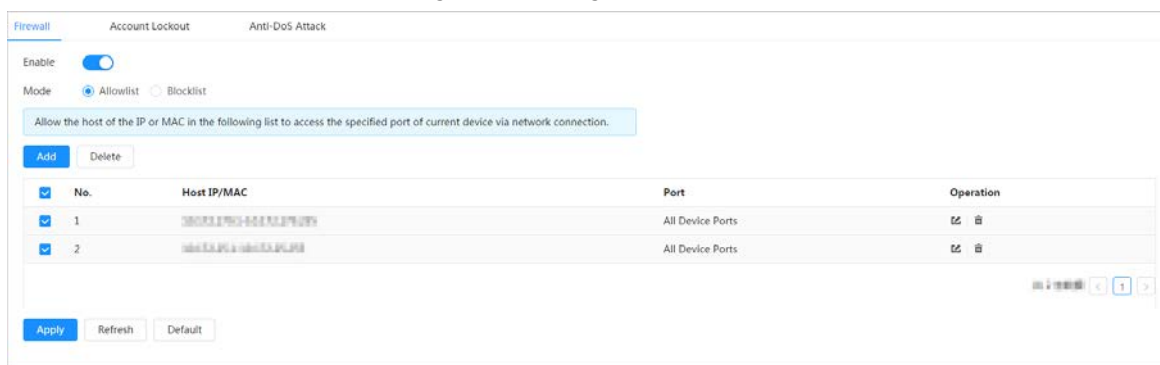 Firewall Account Lockout Anti-DoS Attack
Enable
Mode Allowlist Blocklist
Allow the host of the IP or MAC in the following list to access the specified port of current device via network connection.
Add Delete
No. Host IP/MAC Port Operation
1 All Device Ports
2 All Device Ports
1
Apply Refresh Default